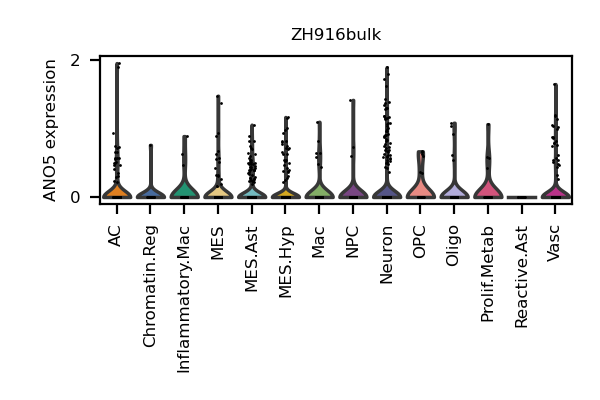 ZH916bulk
ANO5 expression
2
0
AC
Chromatin.Reg
Inflammatory.Mac
MES
MES.Ast
MES.Hyp
Mac
NPC
Neuron
OPC
Oligo
Prolif.Metab
Reactive.Ast
Vasc